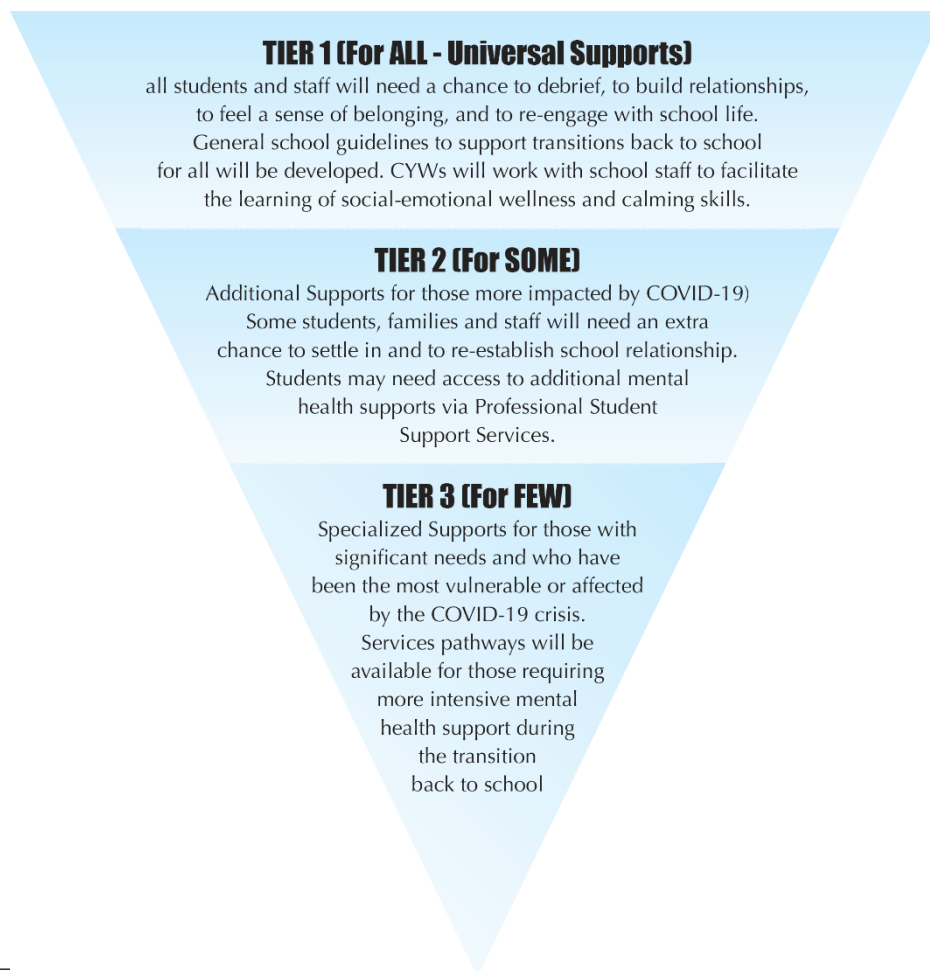 TIER 1 (For ALL - Universal Supports)
all students and staff will need a chance to debrief, to build relationships,
to feel a sense of belonging, and to re-engage with school life.
General school guidelines to support transitions back to school
for all will be developed. CYWs will work with school staff to facilitate
the learning of social-emotional wellness and calming skills.
TIER 2 (For SOME)
Additional Supports for those more impacted by COVID-19)
Some students, families and staff will need an extra
chance to settle in and to re-establish school relationship.
Students may need access to additional mental
health supports via Professional Student
Support Services.
TIER 3 (For FEW)
Specialized Supports for those with
significant needs and who have
been the most vulnerable or affected
by the COVID-19 crisis.
Services pathways will be
available for those requiring
more intensive mental
health support during
the transition
back to school